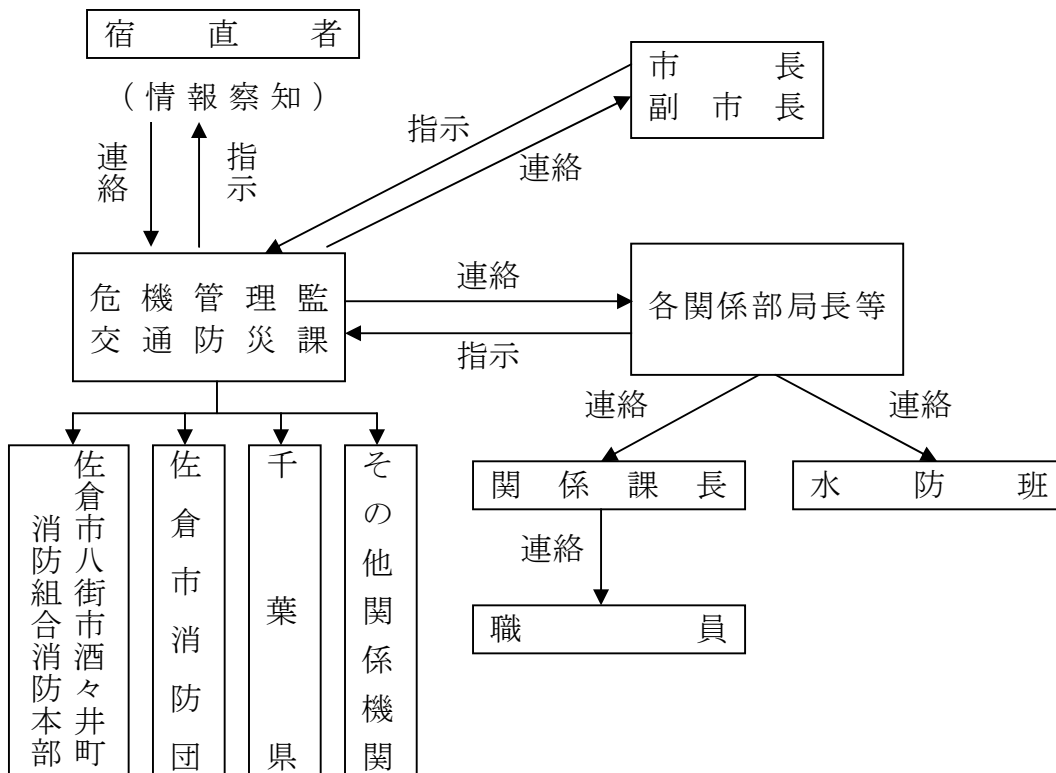 宿直者
(情報察知)
連絡
指示
指示
連絡
市長
副市長
危機管理監
交通防災課
連絡
指示
各関係部局長等
連絡
連絡
佐倉市八街市酒々井町
消防組合消防本部
佐倉市消防団
千葉県
その他関係機関
関係課長
水防班
連絡
職員